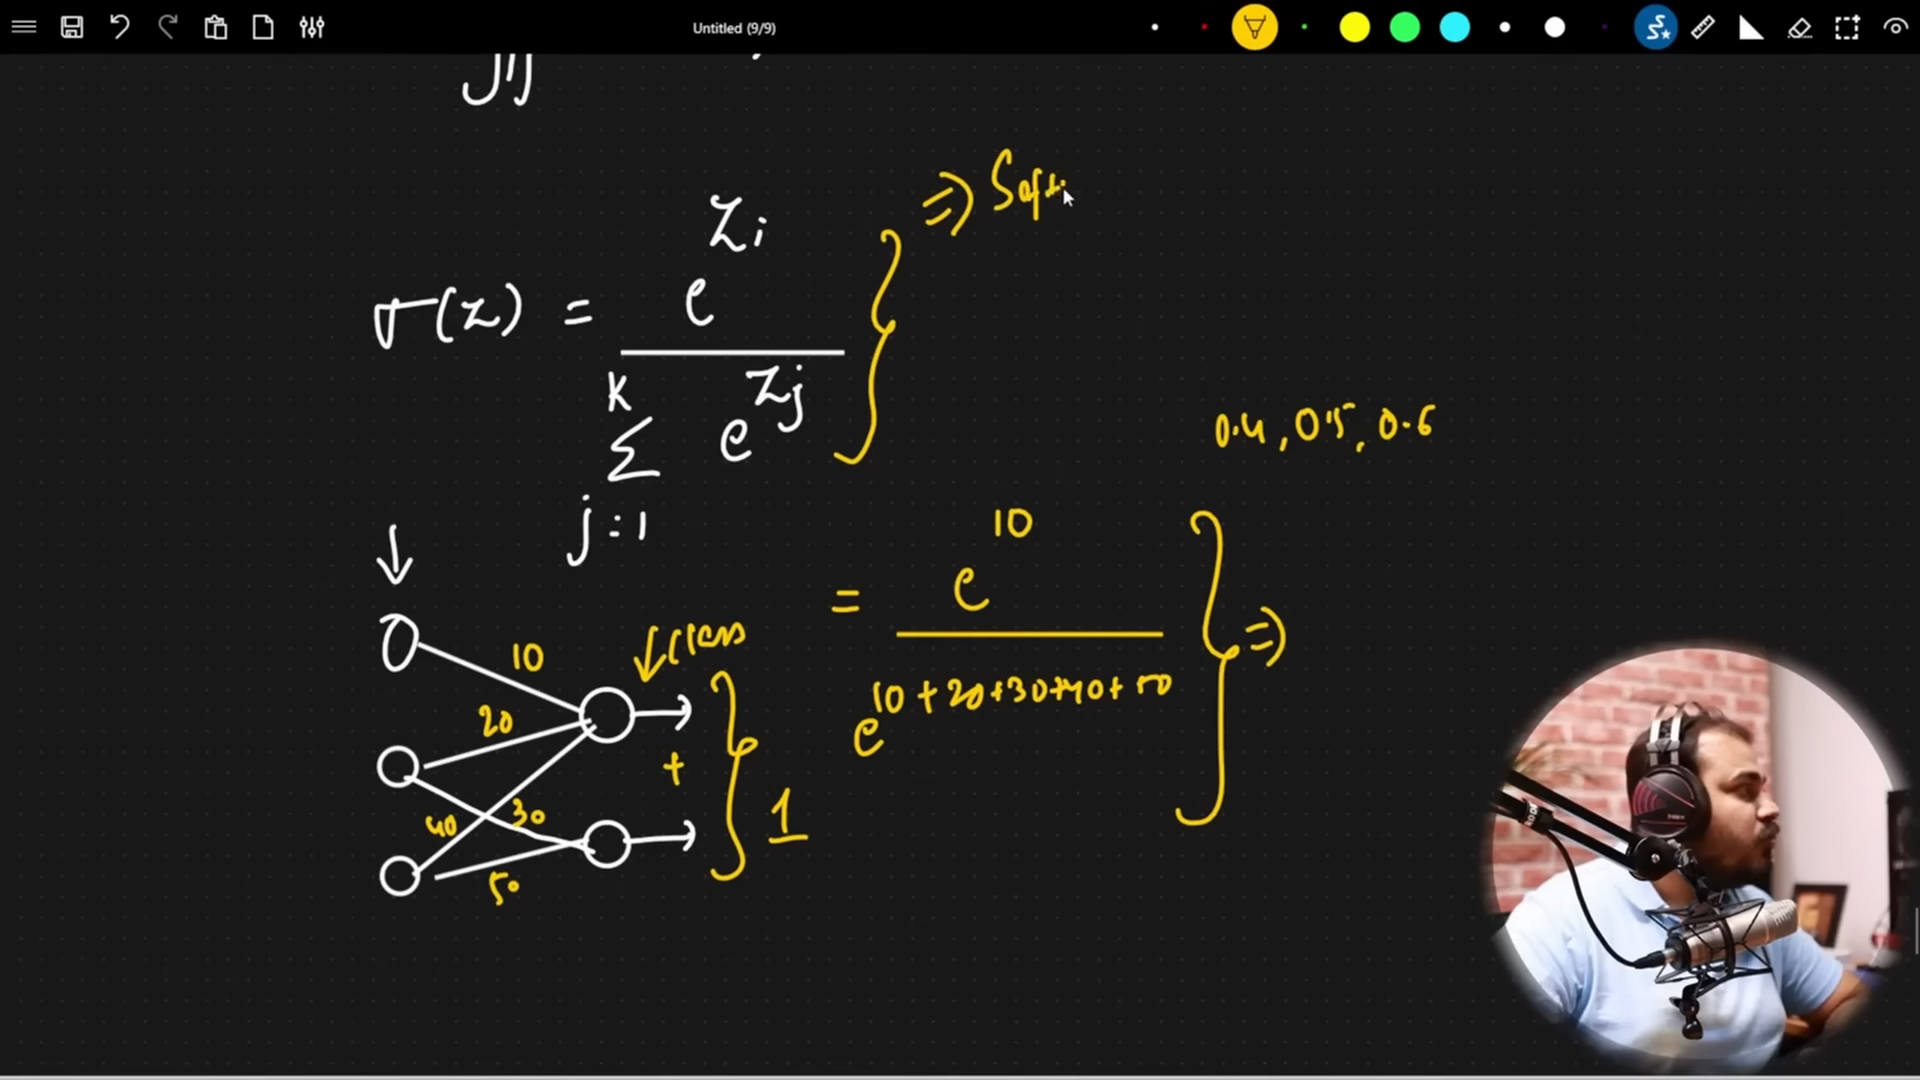 Untitled (9/9)
⇒ Soft
σ(z) = e^Zi / Σ e^Zj
K
j=1
0.4, 0.5, 0.6
= e^10 / e^10+20+30+40+50 ⇒
10
class
20
+
40 30
1
50